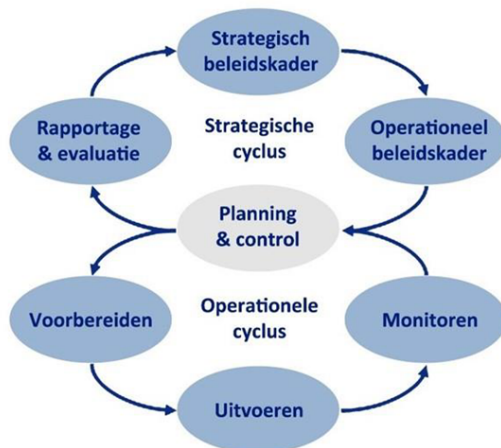 Strategisch
beleidskader
Rapportage
& evaluatie
Strategische
cyclus
Operationeel
beleidskader
Planning
& control
Voorbereiden
Operationele
cyclus
Monitoren
Uitvoeren